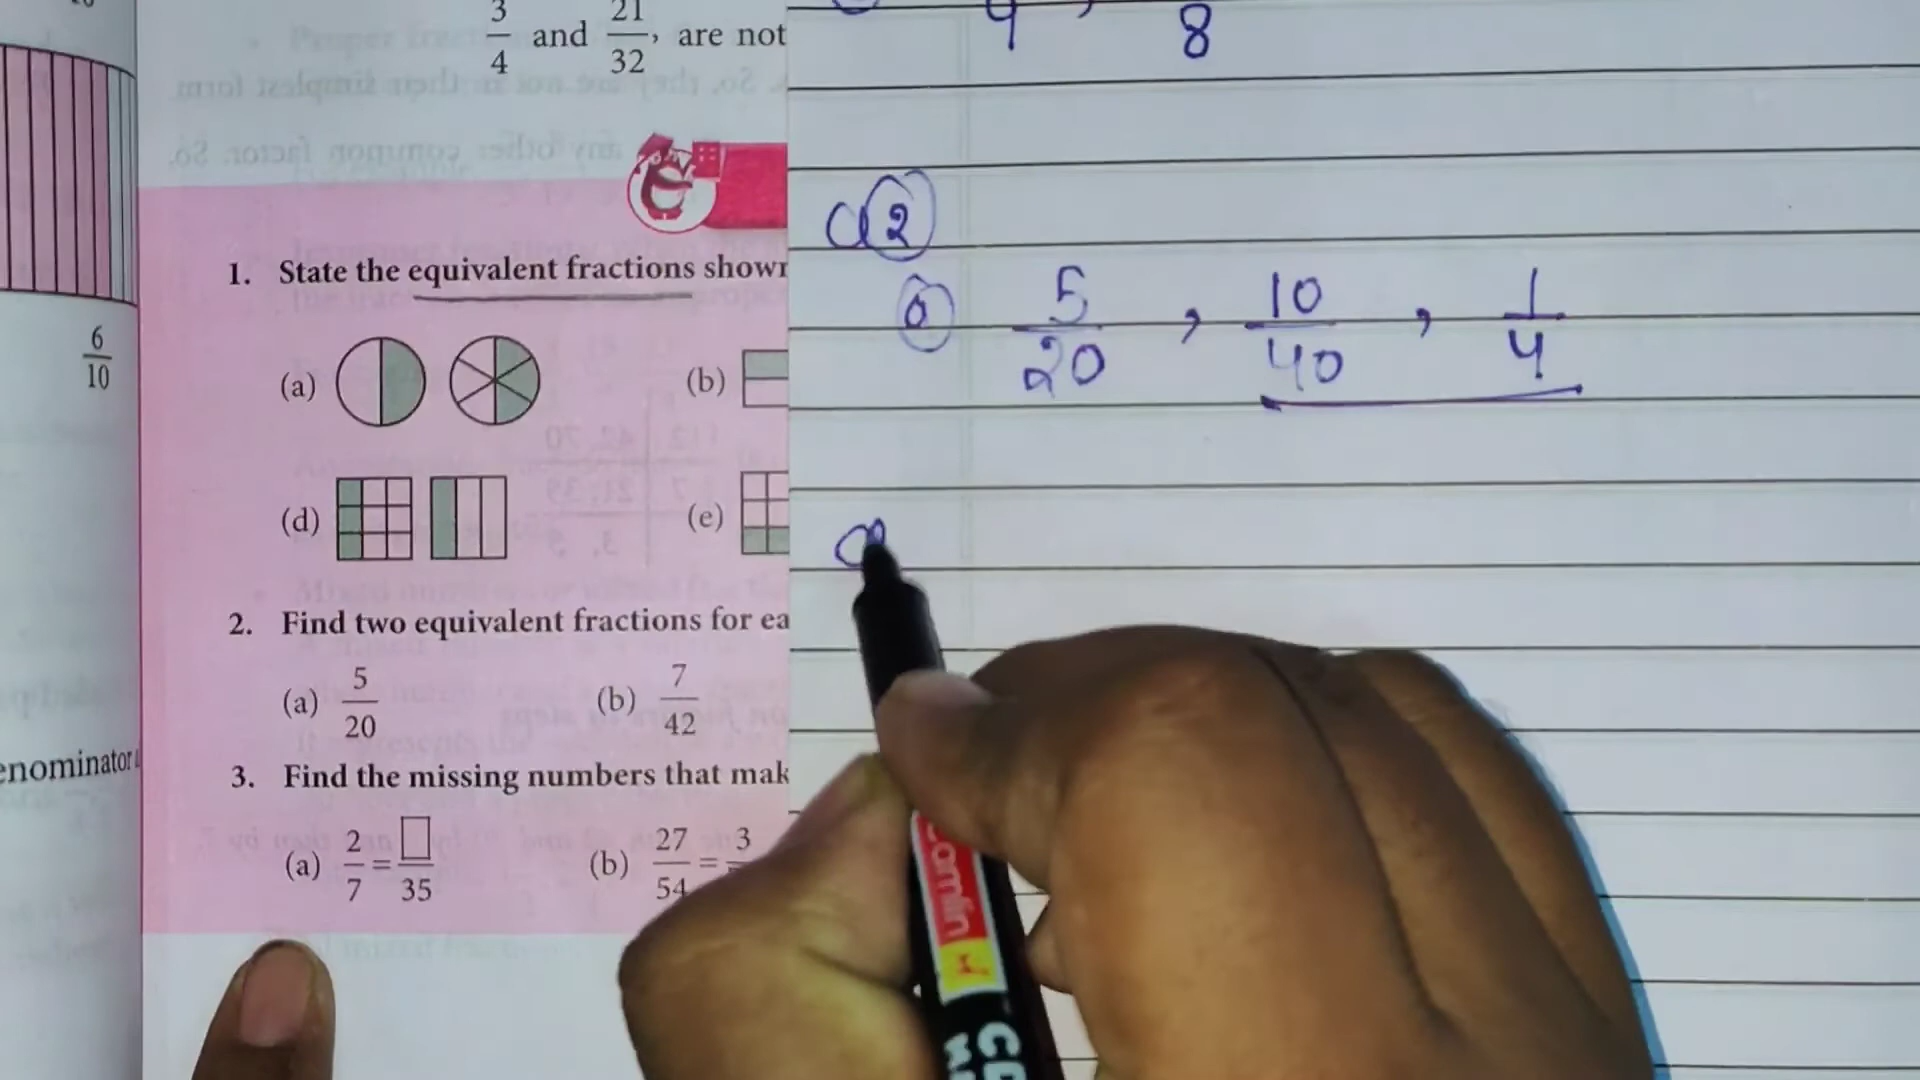 3/4 and 21/32, are not
6/10
enominator
1. State the equivalent fractions shown
(a) (b)
(d) (e)
2. Find two equivalent fractions for ea
(a) 5/20 (b) 7/42
3. Find the missing numbers that mak
(a) 2/7 = □/35 (b) 27/54 = 3
4, 8
Q2
a 5/20, 10/40, 1/4
Camlin